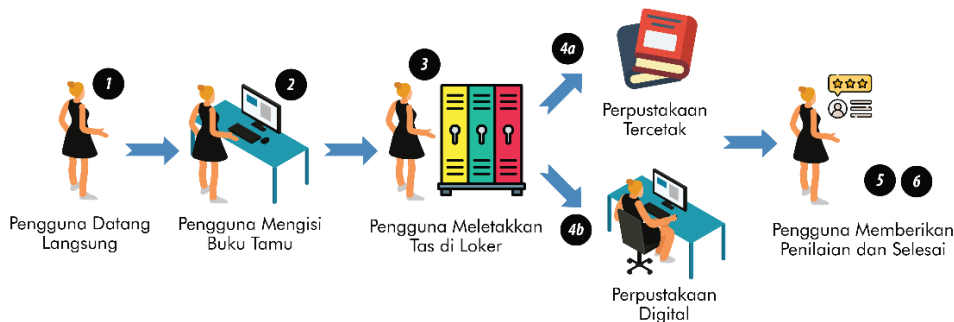 1
Pengguna Datang
Langsung
2
Pengguna Mengisi
Buku Tamu
3
Pengguna Meletakkan
Tas di Loker
4a
Perpustakaan
Tercetak
4b
Perpustakaan
Digital
5 6
Pengguna Memberikan
Penilaian dan Selesai